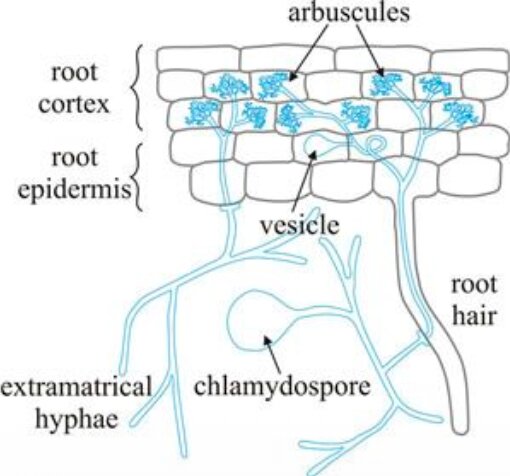 arbuscules
root
cortex
root
epidermis
vesicle
root
hair
extramatrical
hyphae
chlamydospore